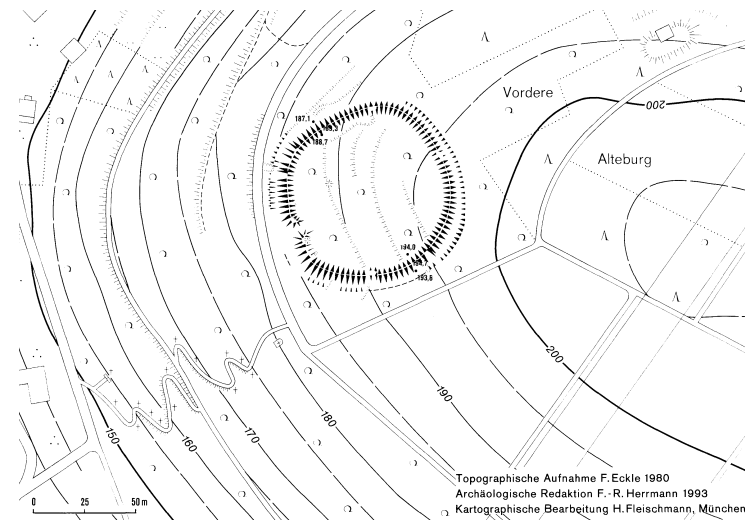 Vordere
200
Alteburg
187,1
188,7
194,0
193,6
200
190
180
170
160
150
0 25 50 m
Topographische Aufnahme F. Eckle 1980
Archäologische Redaktion F.-R. Herrmann 1993
Kartographische Bearbeitung H. Fleischmann, München